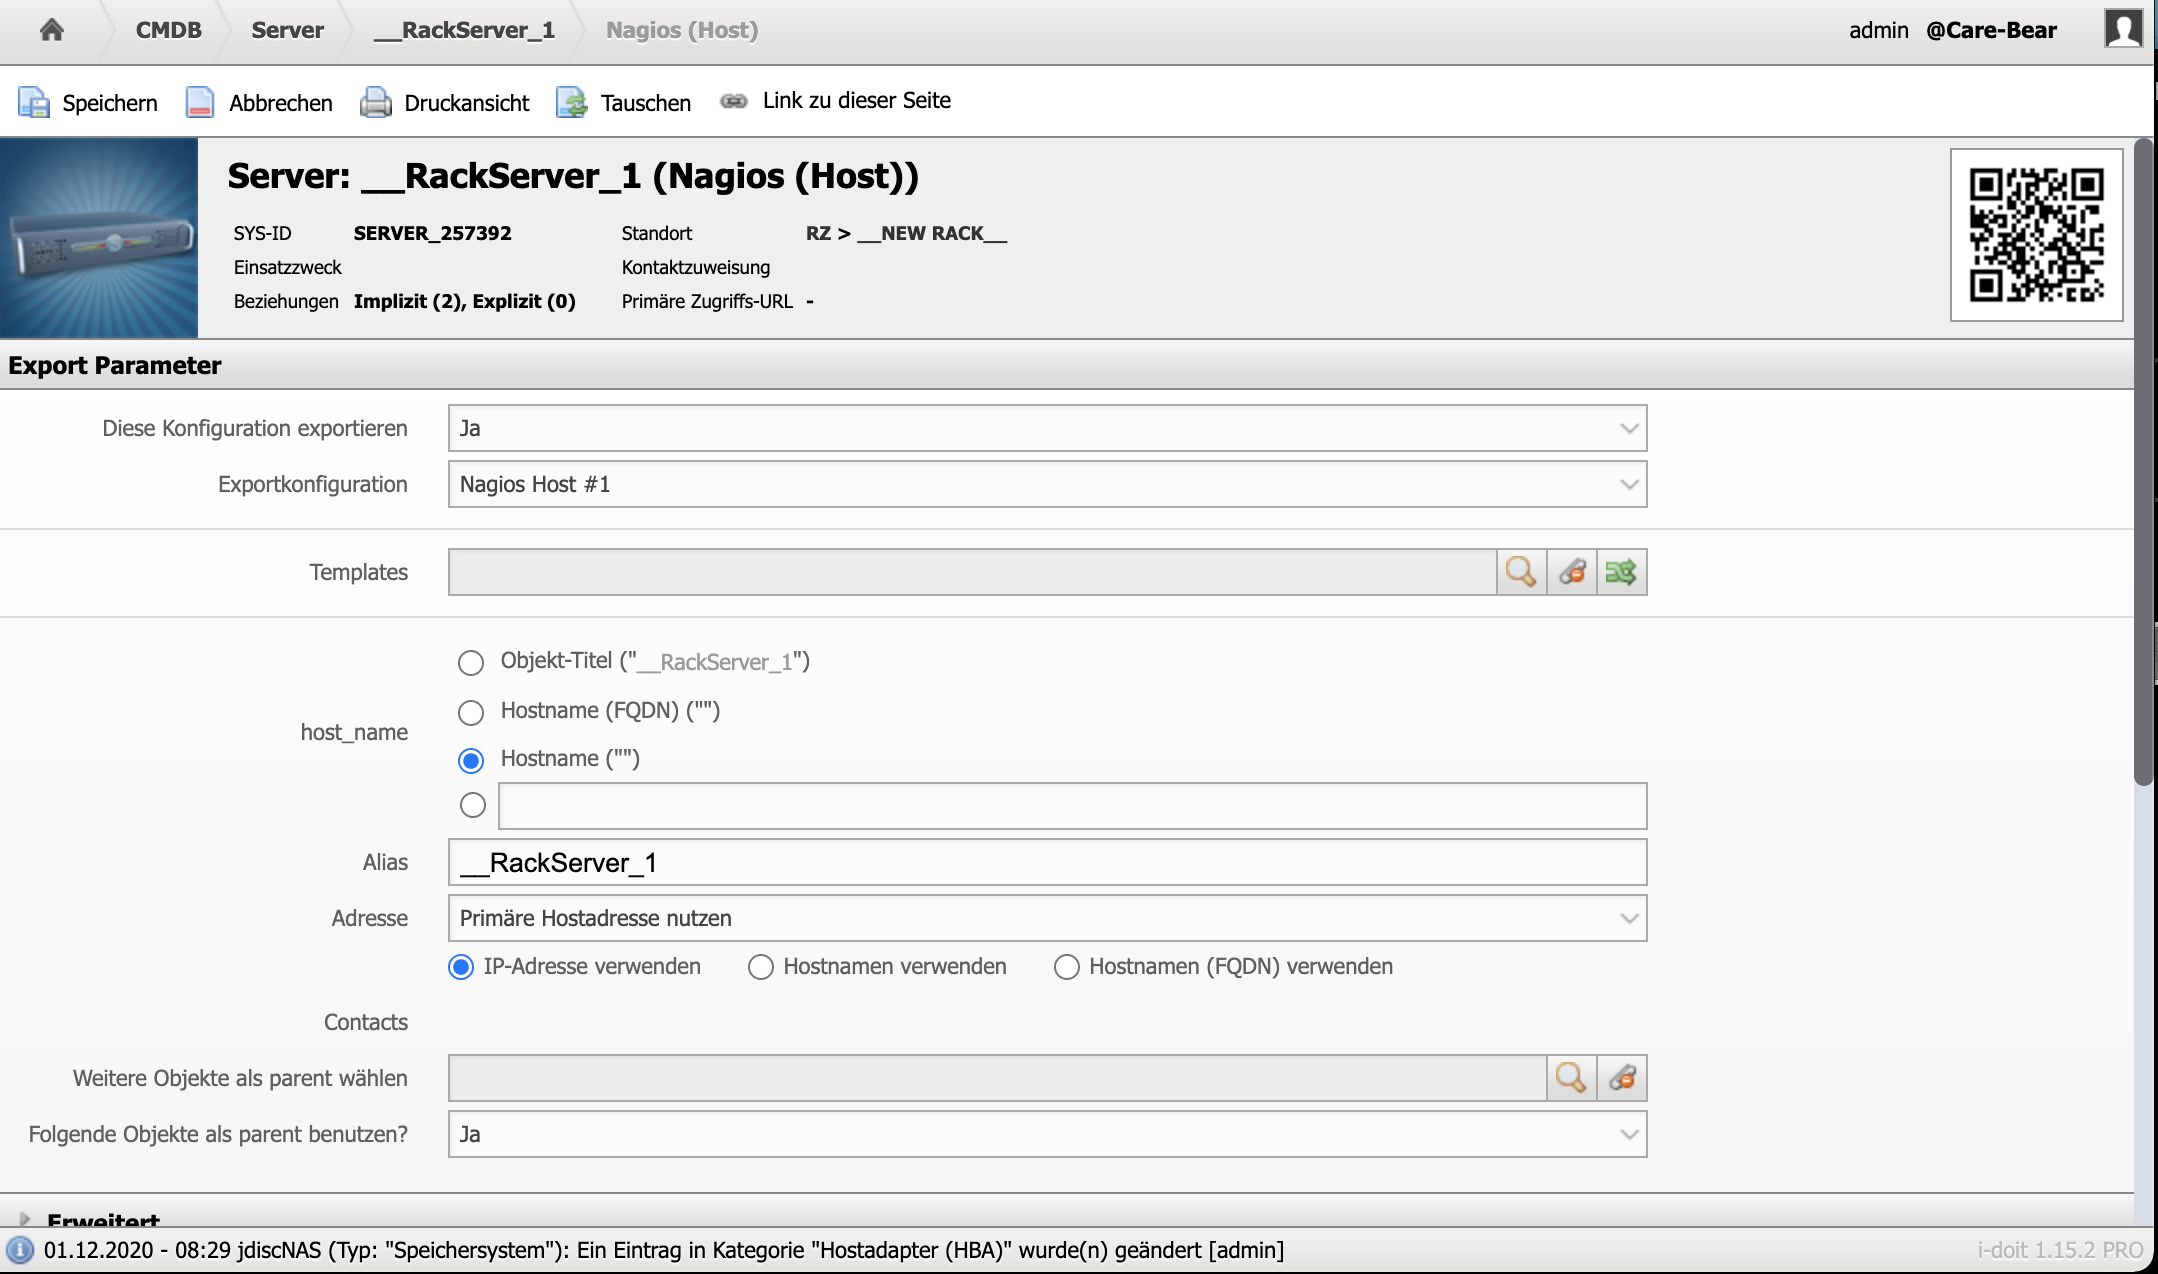 CMDB Server __RackServer_1 Nagios (Host) admin @Care-Bear
Speichern Abbrechen Druckansicht Tauschen Link zu dieser Seite
Server: __RackServer_1 (Nagios (Host))
SYS-ID SERVER_257392 Standort RZ > __NEW RACK__
Einsatzzweck Kontaktzuweisung
Beziehungen Implizit (2), Explizit (0) Primäre Zugriffs-URL -
Export Parameter
Diese Konfiguration exportieren Ja
Exportkonfiguration Nagios Host #1
Templates
host_name
Objekt-Titel ("__RackServer_1")
Hostname (FQDN) ("")
Hostname ("")
Alias __RackServer_1
Adresse Primäre Hostadresse nutzen
IP-Adresse verwenden Hostnamen verwenden Hostnamen (FQDN) verwenden
Contacts
Weitere Objekte als parent wählen
Folgende Objekte als parent benutzen? Ja
Erweitert
01.12.2020 - 08:29 jdiscNAS (Typ: "Speichersystem"): Ein Eintrag in Kategorie "Hostadapter (HBA)" wurde(n) geändert [admin] i-doit 1.15.2 PRO